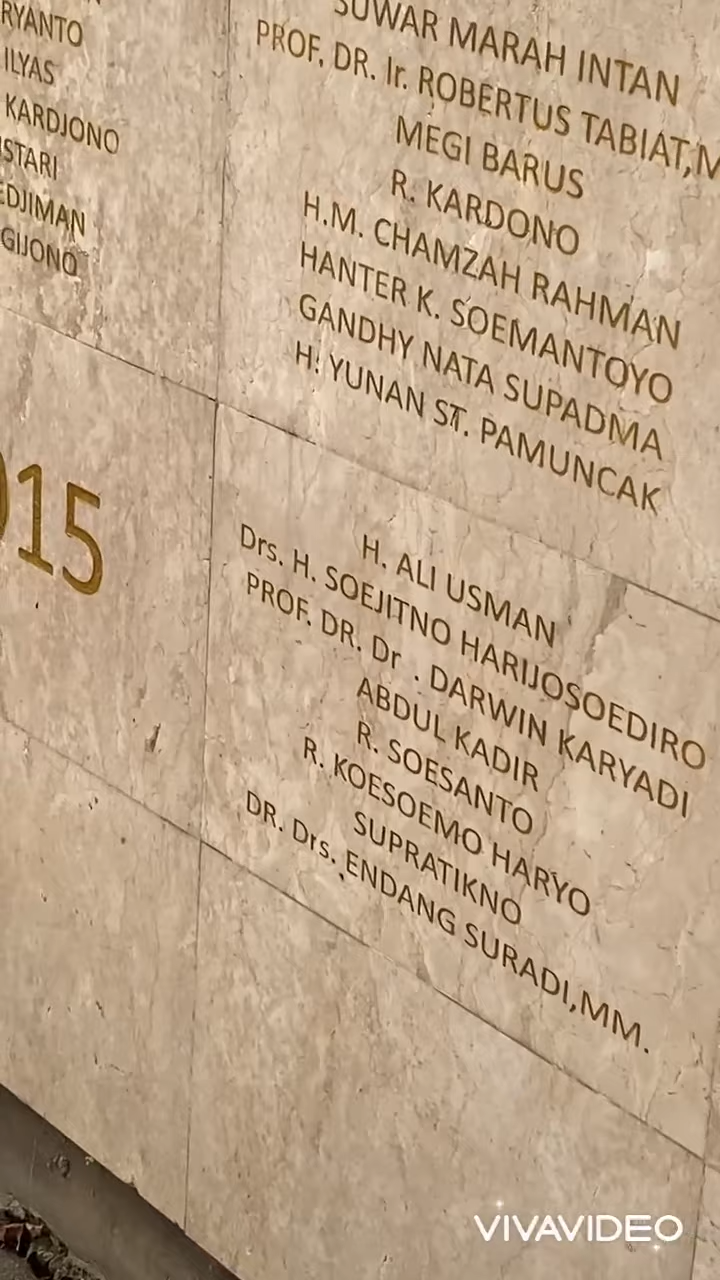 RYANTO
ILYAS
KARDJONO
ISTARI
EDJIMAN
GIJONO
015
SUWAR MARAH INTAN
PROF. DR. Ir. ROBERTUS TABIAT,M
MEGI BARUS
R. KARDONO
H.M. CHAMZAH RAHMAN
HANTER K. SOEMANTOYO
GANDHY NATA SUPADMA
H. YUNAN ST. PAMUNCAK
H. ALI USMAN
Drs. H. SOEJITNO HARIJOSOEDIRO
PROF. DR. Dr . DARWIN KARYADI
ABDUL KADIR
R. SOESANTO
R. KOESOEMO HARYO
SUPRATIKNO
DR. Drs. ENDANG SURADI,MM.
VIVAVIDEO